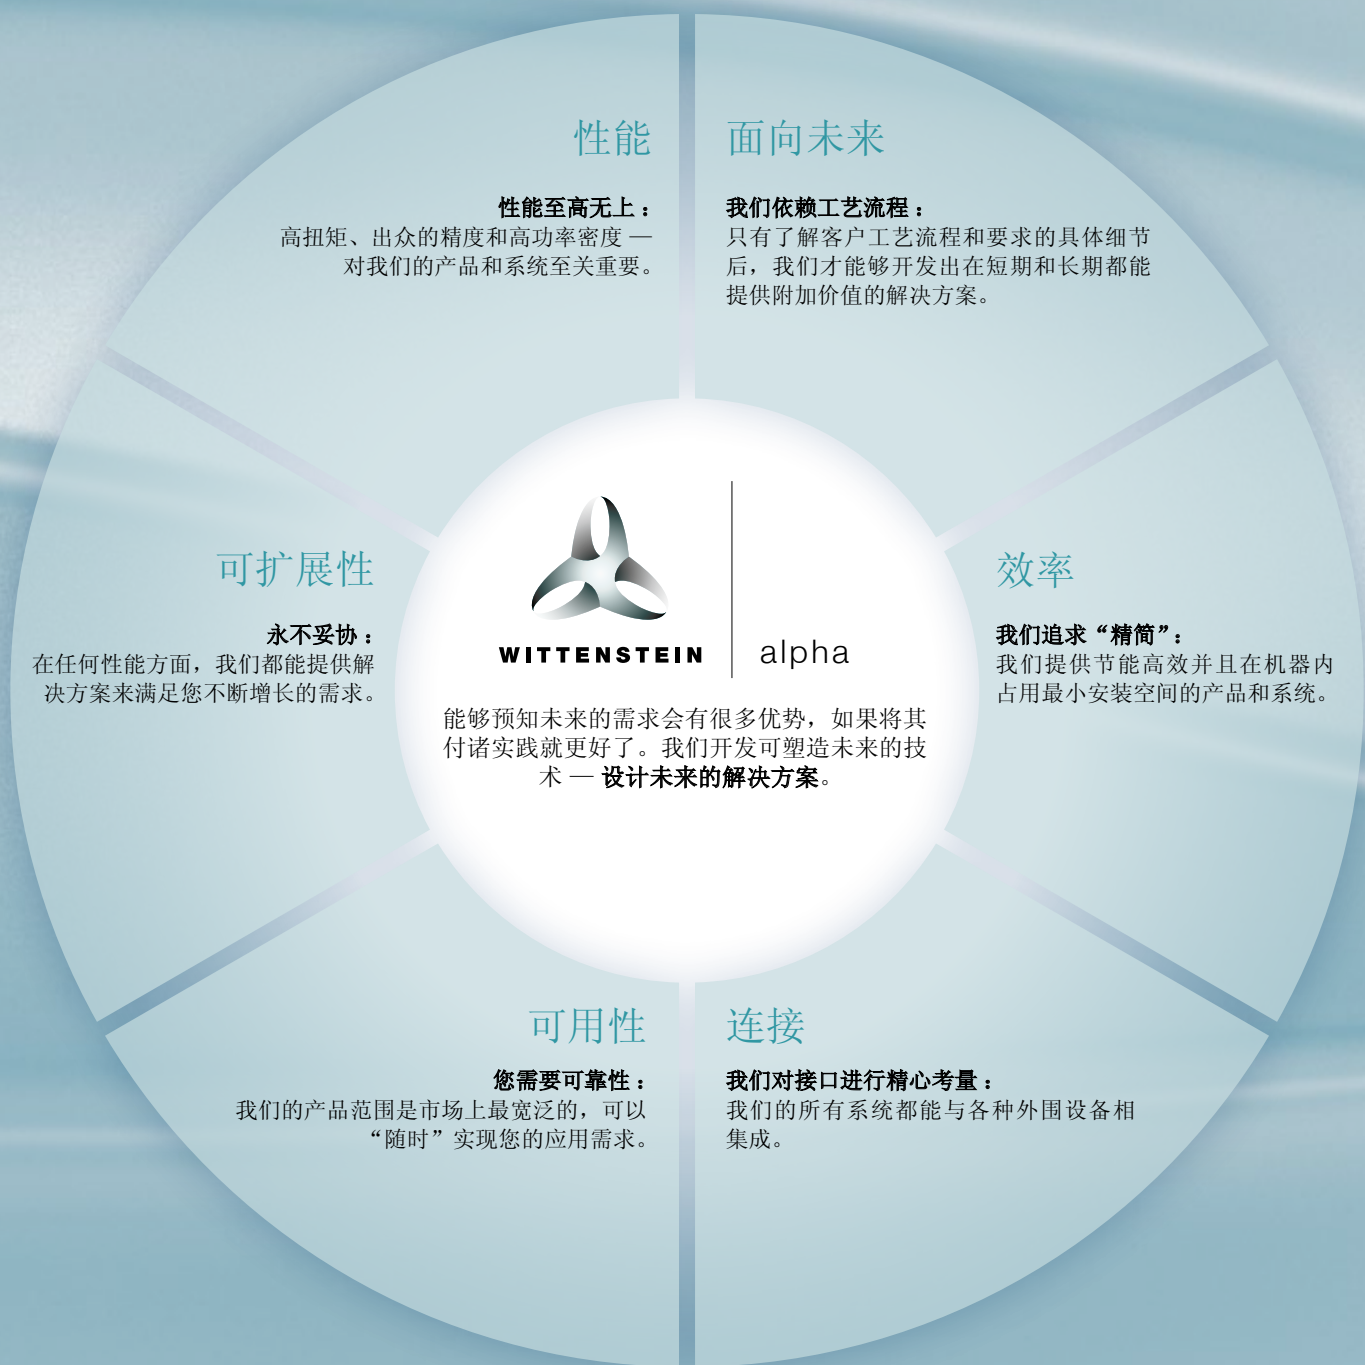 性能
性能至高无上：
高扭矩、出众的精度和高功率密度 —
对我们的产品和系统至关重要。
面向未来
我们依赖工艺流程：
只有了解客户工艺流程和要求的具体细节
后，我们才能够开发出在短期和长期都能
提供附加价值的解决方案。
可扩展性
永不妥协：
在任何性能方面，我们都能提供解
决方案来满足您不断增长的需求。
WITTENSTEIN alpha
能够预知未来的需求会有很多优势，如果将其
付诸实践就更好了。我们开发可塑造未来的技
术 — 设计未来的解决方案。
效率
我们追求“精简”：
我们提供节能高效并且在机器内
占用最小安装空间的产品和系统。
可用性
您需要可靠性：
我们的产品范围是市场上最宽泛的，可以
“随时”实现您的应用需求。
连接
我们对接口进行精心考量：
我们的所有系统都能与各种外围设备相
集成。